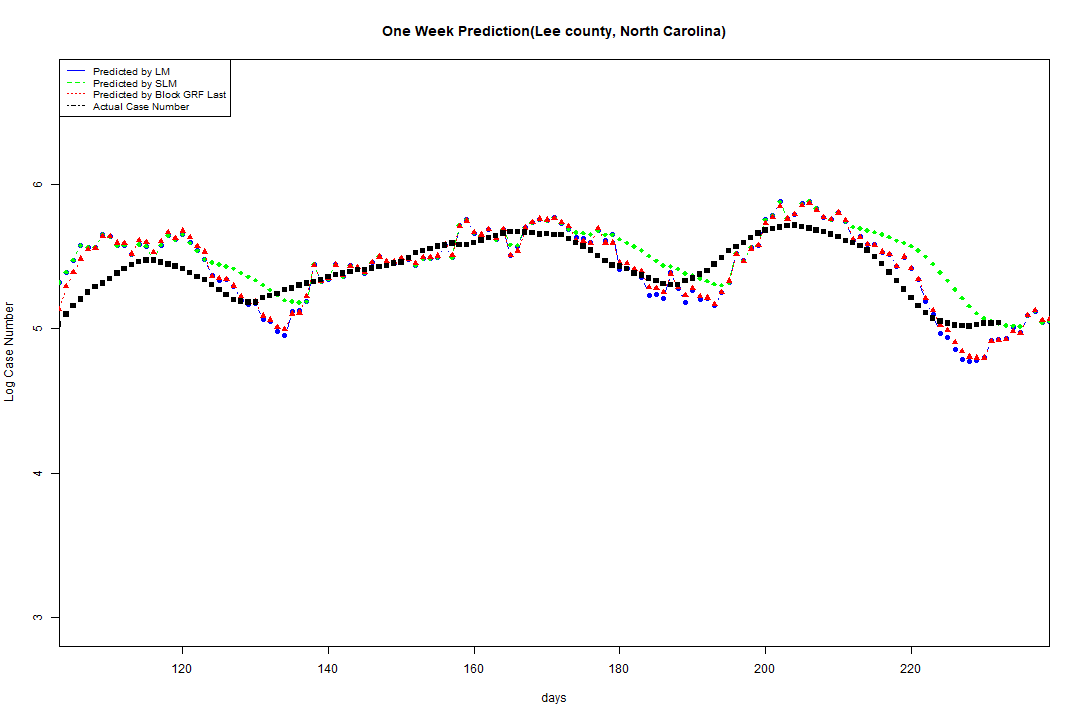 One Week Prediction(Lee county, North Carolina)
Predicted by LM
Predicted by SLM
Predicted by Block GRF Last
Actual Case Number
6
5
4
3
Log Case Number
120 140 160 180 200 220
days